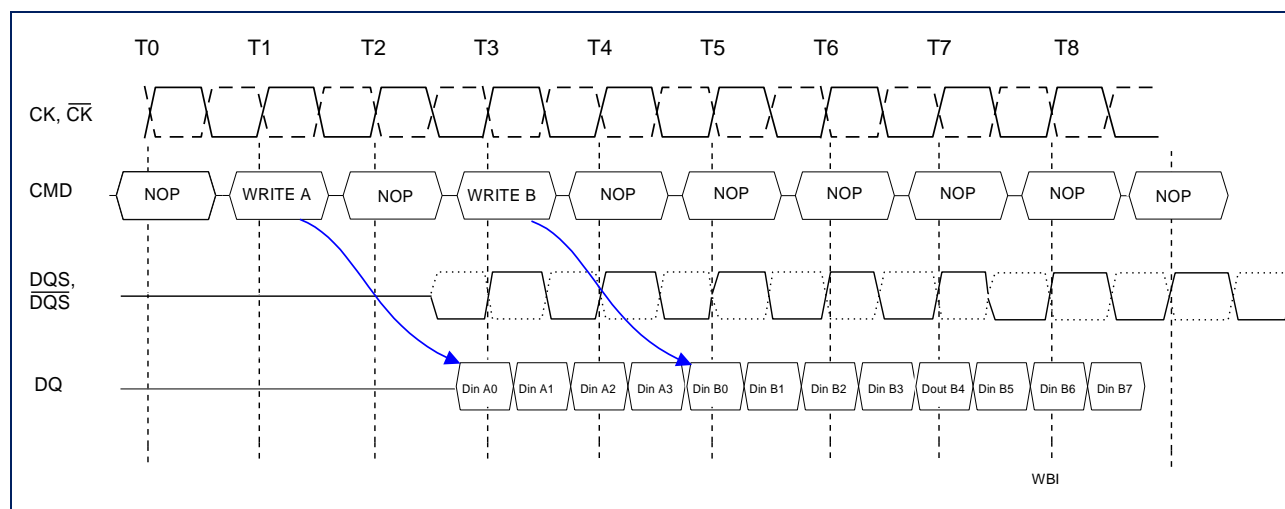 T0 T1 T2 T3 T4 T5 T6 T7 T8
CK, C̅K̅
CMD NOP WRITE A NOP WRITE B NOP NOP NOP NOP NOP NOP
DQS,
D̅Q̅S̅
DQ Din A0 Din A1 Din A2 Din A3 Din B0 Din B1 Din B2 Din B3 Dout B4 Din B5 Din B6 Din B7
WBI